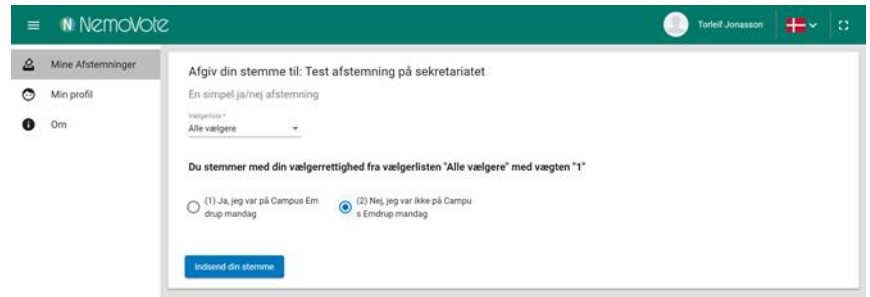 NemoVote
Torleif Jonasson
Mine Afstemninger
Min profil
Om
Afgiv din stemme til: Test afstemning på sekretariatet
En simpel ja/nej afstemning
Vælgerliste *
Alle vælgere
Du stemmer med din vælgerrettighed fra vælgerlisten "Alle vælgere" med vægten "1"
(1) Ja, jeg var på Campus Em
drup mandag
(2) Nej, jeg var ikke på Campu
s Emdrup mandag
Indsend din stemme